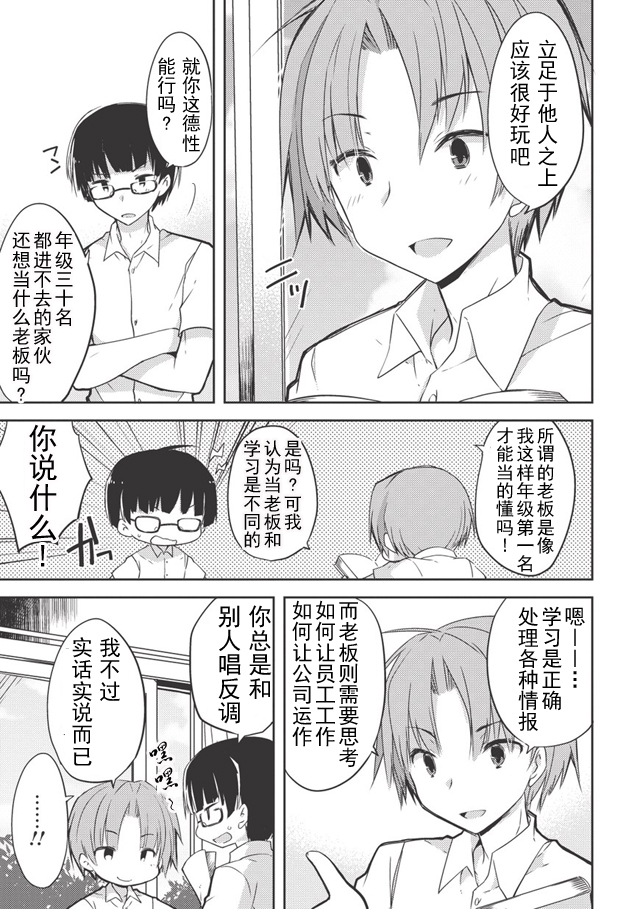 立足于他人之上
应该很好玩吧
就你这德性
能行吗？
年级三十名
都进不去的家伙
还想当什么老板吗？
所谓的老板是像
我这样年级第一名
才能当的懂吗！
是吗？可我
认为当老板和
学习是不同的
你说什么！
嗯——…
学习是正确
处理各种情报
而老板则需要思考
如何让员工工作
如何让公司运作
你总是和
别人唱反调
我不过
实话实说而已
嘿嘿～
……!!